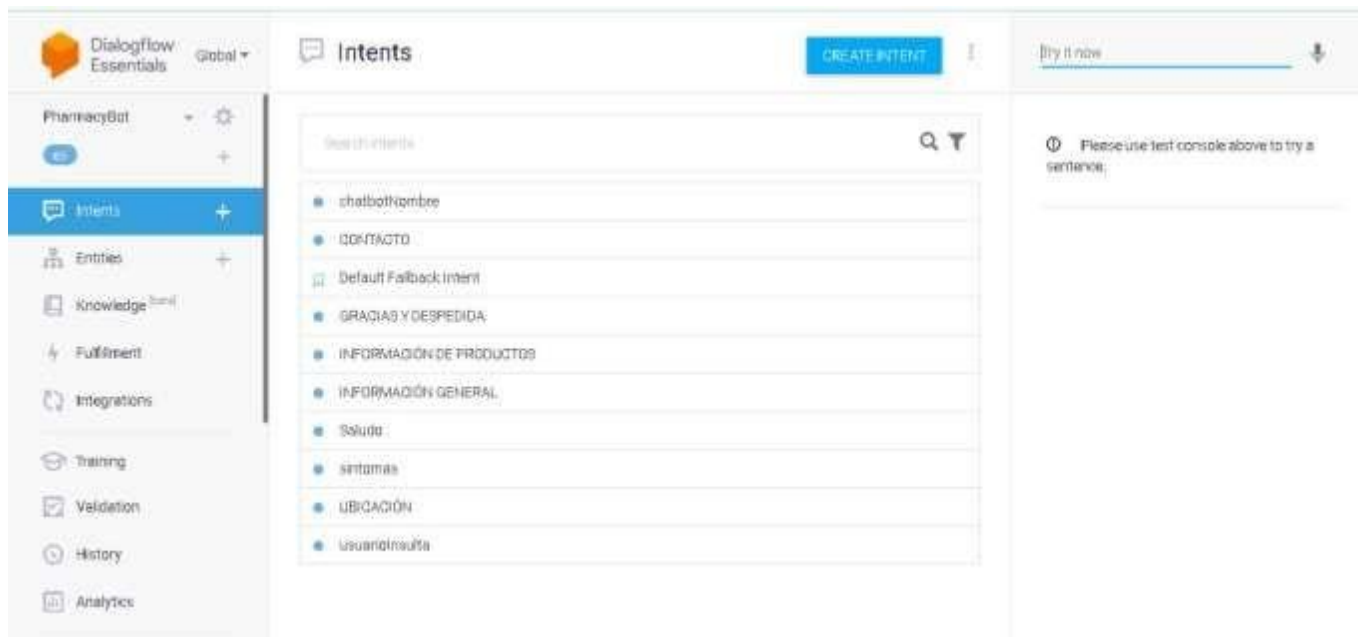 Dialogflow
Essentials
Global
PharmacyBot
Intents
Entities
Knowledge [beta]
Fulfillment
Integrations
Training
Validation
History
Analytics
Intents
CREATE INTENT
Search intents
chatbotNombre
CONTACTO
Default Fallback Intent
GRACIAS Y DESPEDIDA
INFORMACIÓN DE PRODUCTOS
INFORMACIÓN GENERAL
Saludo
sintomas
UBICACIÓN
usuarioInsulta
Try it now
Please use test console above to try a
sentence.